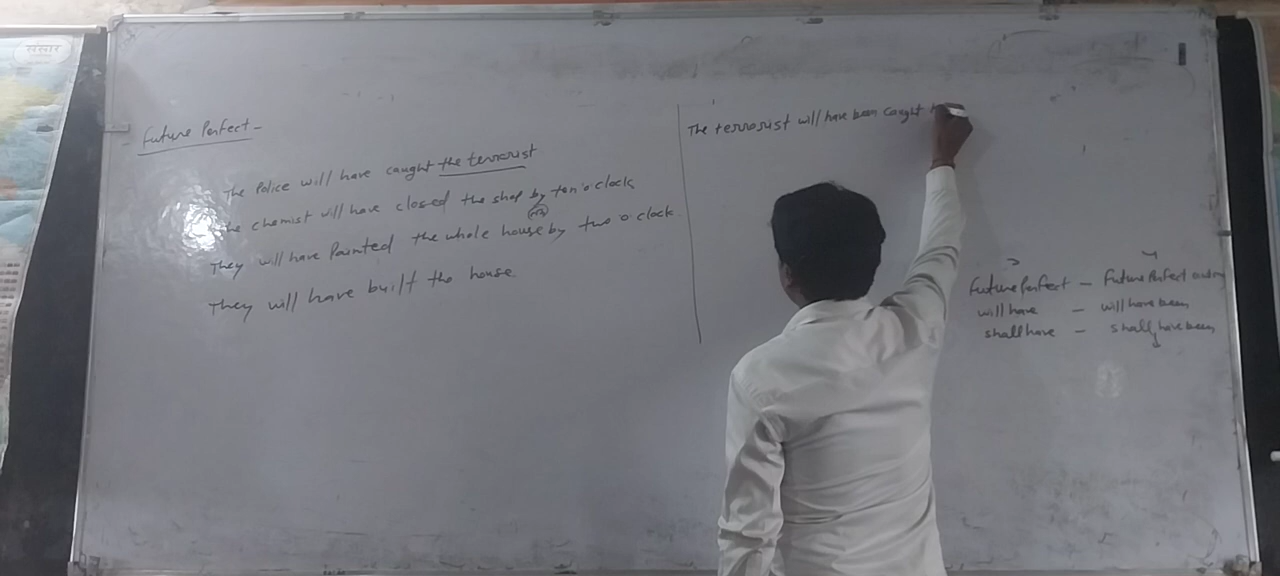 Future Perfect -
The Police will have caught the terrorist
he chemist will have closed the shop by ten o'clock
They will have Painted the whole house by two o'clock
They will have built the house.
The terrorist will have been caught
Future Perfect - Future Perfect
will have - will have been
shall have - shall have been